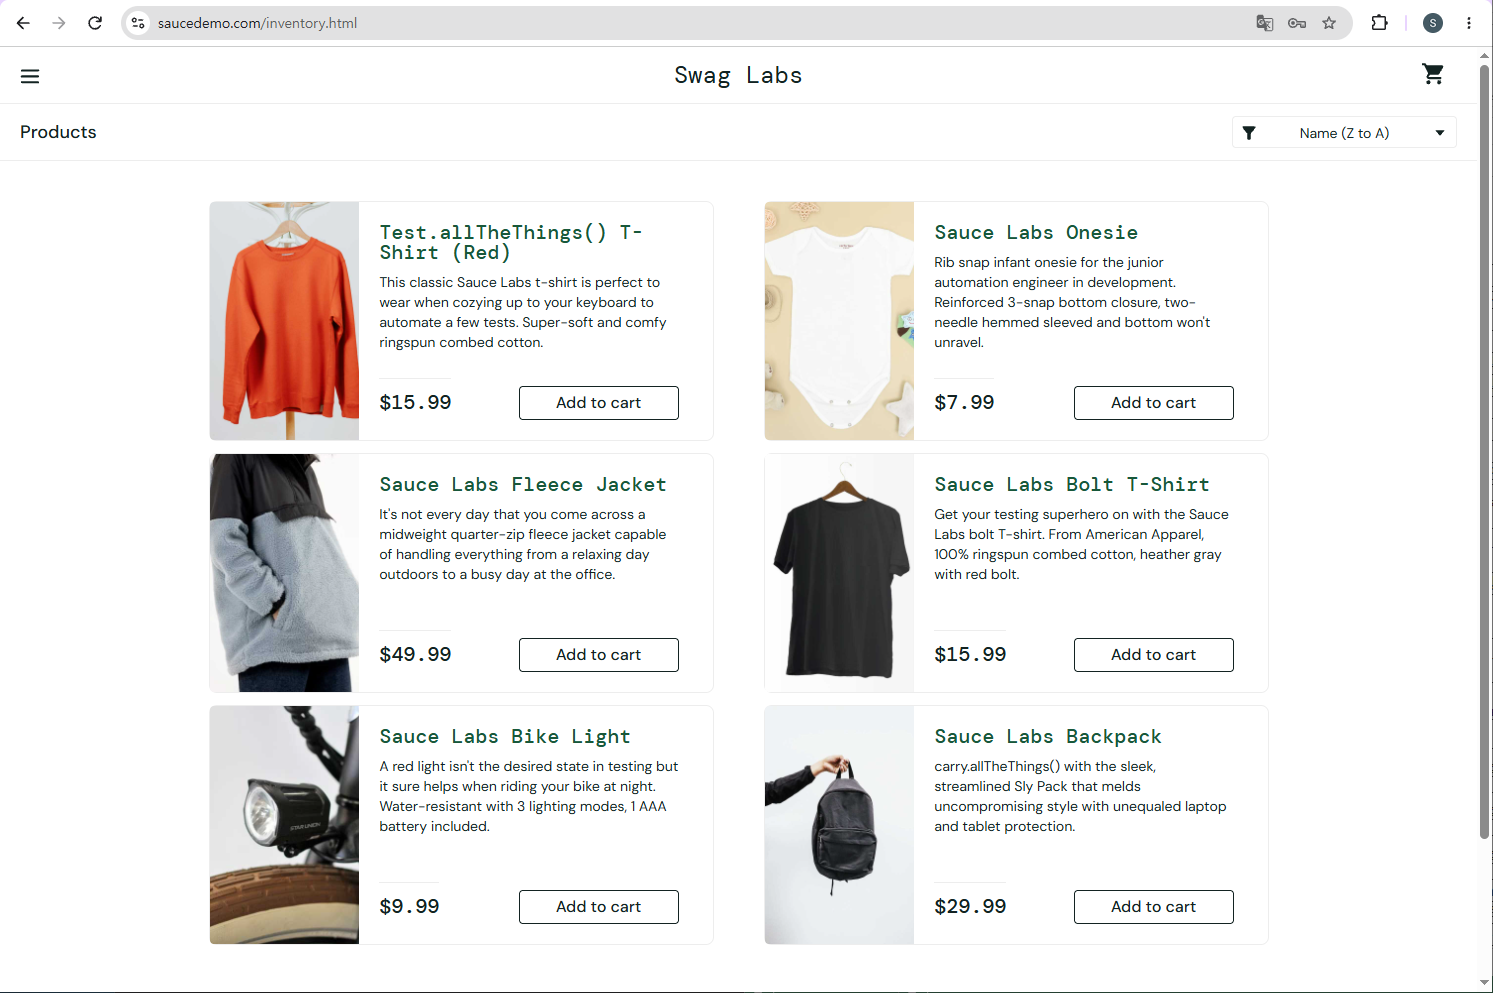 saucedemo.com/inventory.html
S
Swag Labs
Products
Name (Z to A)
Test.allTheThings() T-
Shirt (Red)
This classic Sauce Labs t-shirt is perfect to
wear when cozying up to your keyboard to
automate a few tests. Super-soft and comfy
ringspun combed cotton.
$15.99
Add to cart
Sauce Labs Onesie
Rib snap infant onesie for the junior
automation engineer in development.
Reinforced 3-snap bottom closure, two-
needle hemmed sleeved and bottom won't
unravel.
$7.99
Add to cart
Sauce Labs Fleece Jacket
It's not every day that you come across a
midweight quarter-zip fleece jacket capable
of handling everything from a relaxing day
outdoors to a busy day at the office.
$49.99
Add to cart
Sauce Labs Bolt T-Shirt
Get your testing superhero on with the Sauce
Labs bolt T-shirt. From American Apparel,
100% ringspun combed cotton, heather gray
with red bolt.
$15.99
Add to cart
STAR UNION
Sauce Labs Bike Light
A red light isn't the desired state in testing but
it sure helps when riding your bike at night.
Water-resistant with 3 lighting modes, 1 AAA
battery included.
$9.99
Add to cart
Sauce Labs Backpack
carry.allTheThings() with the sleek,
streamlined Sly Pack that melds
uncompromising style with unequaled laptop
and tablet protection.
$29.99
Add to cart